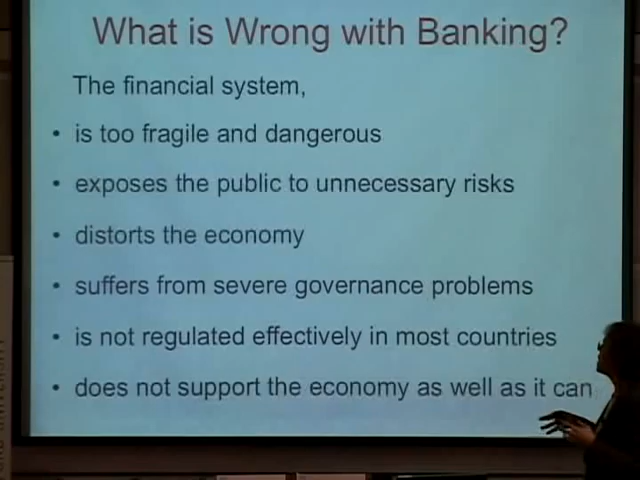 What is Wrong with Banking?
The financial system,
• is too fragile and dangerous
• exposes the public to unnecessary risks
• distorts the economy
• suffers from severe governance problems
• is not regulated effectively in most countries
• does not support the economy as well as it can